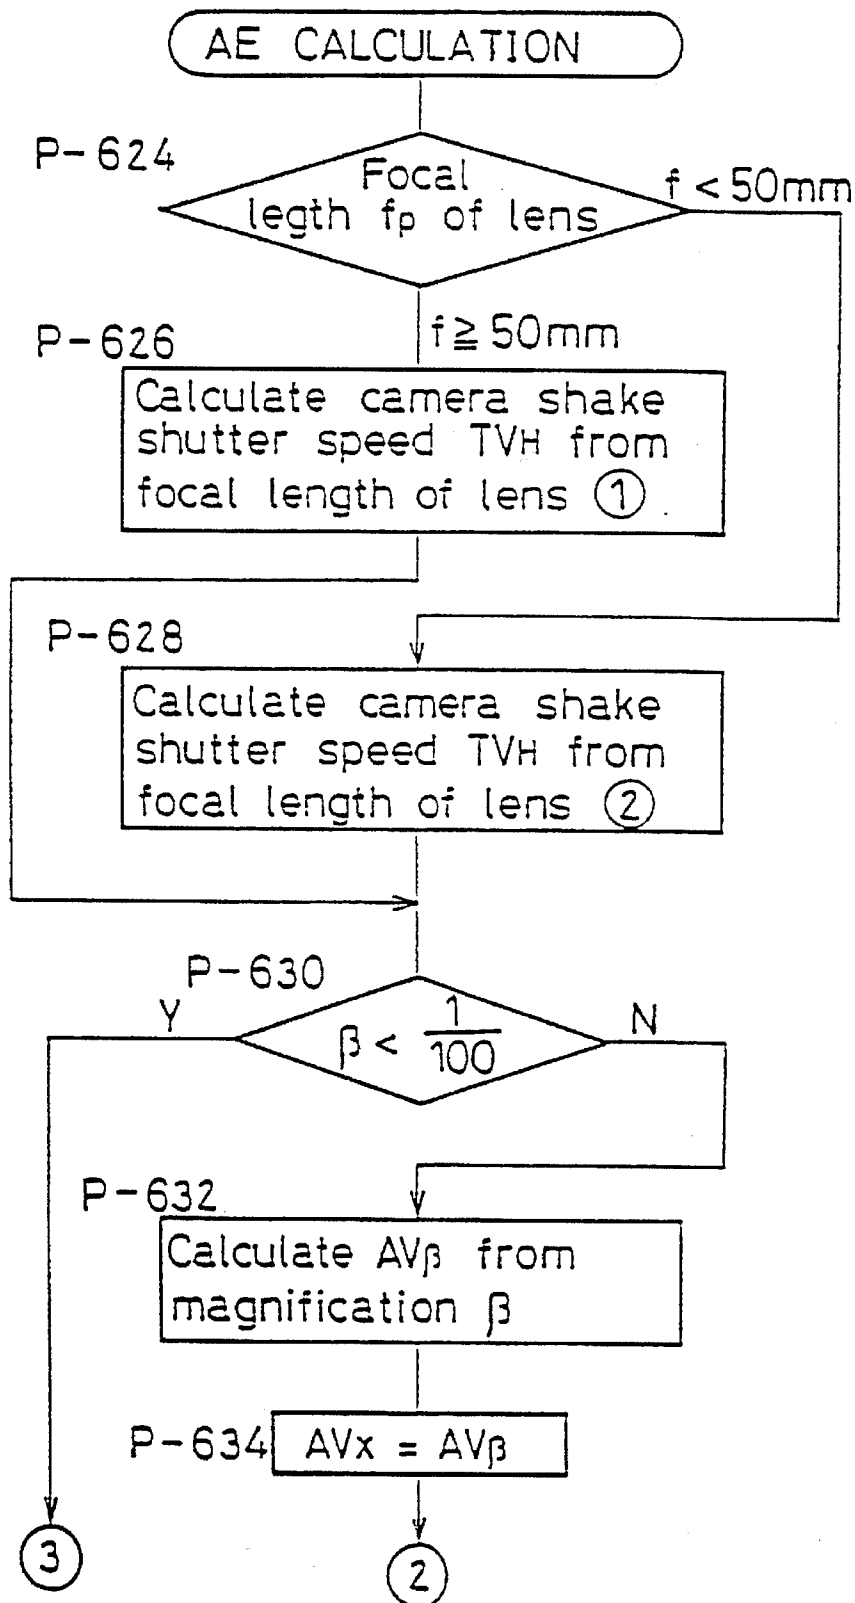 AE CALCULATION
P-624
Focal
legth fp of lens
f < 50mm
f ≧ 50mm
P-626
Calculate camera shake
shutter speed TVH from
focal length of lens ①
P-628
Calculate camera shake
shutter speed TVH from
focal length of lens ②
P-630
Y
β < 1/100
N
P-632
Calculate AVβ from
magnification β
P-634
AVx = AVβ
③
②